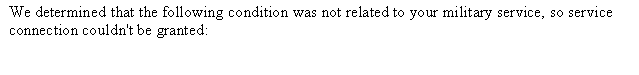 We determined that the following condition was not related to your military service, so service
connection couldn't be granted: